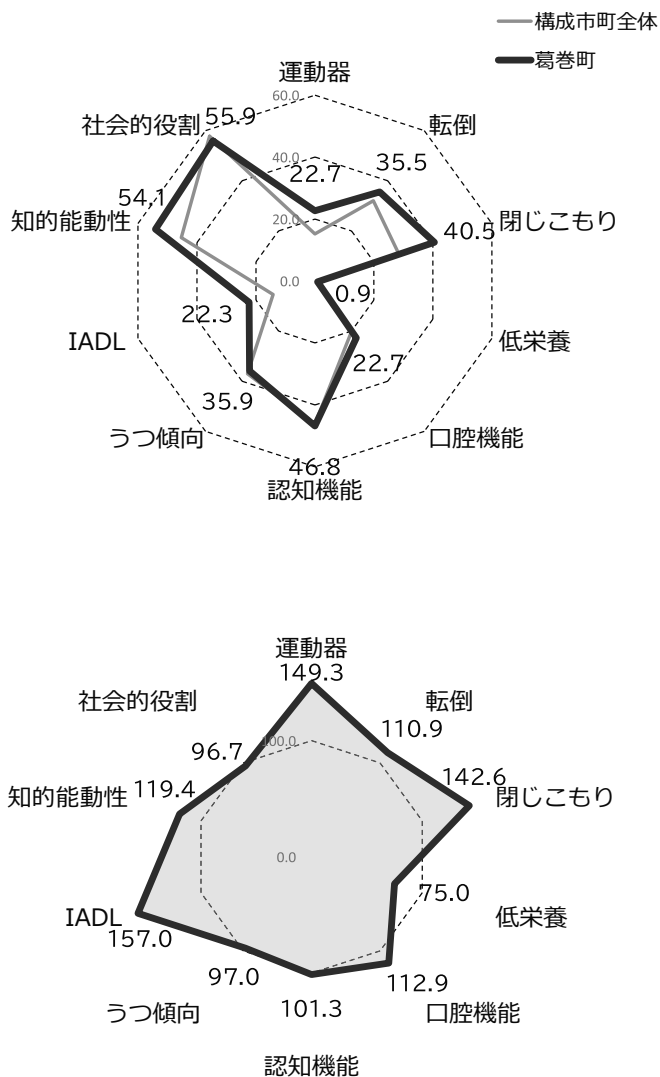 構成市町全体
葛巻町
運動器
60.0
社会的役割
55.9
転倒
40.0
22.7
35.5
54.1
知的能動性
20.0
40.5
閉じこもり
0.0
0.9
22.3
IADL
低栄養
22.7
35.9
うつ傾向
口腔機能
46.8
認知機能
運動器
149.3
社会的役割
転倒
110.9
96.7
100.0
142.6
知的能動性
119.4
閉じこもり
0.0
75.0
IADL
低栄養
157.0
97.0
112.9
うつ傾向
101.3
口腔機能
認知機能